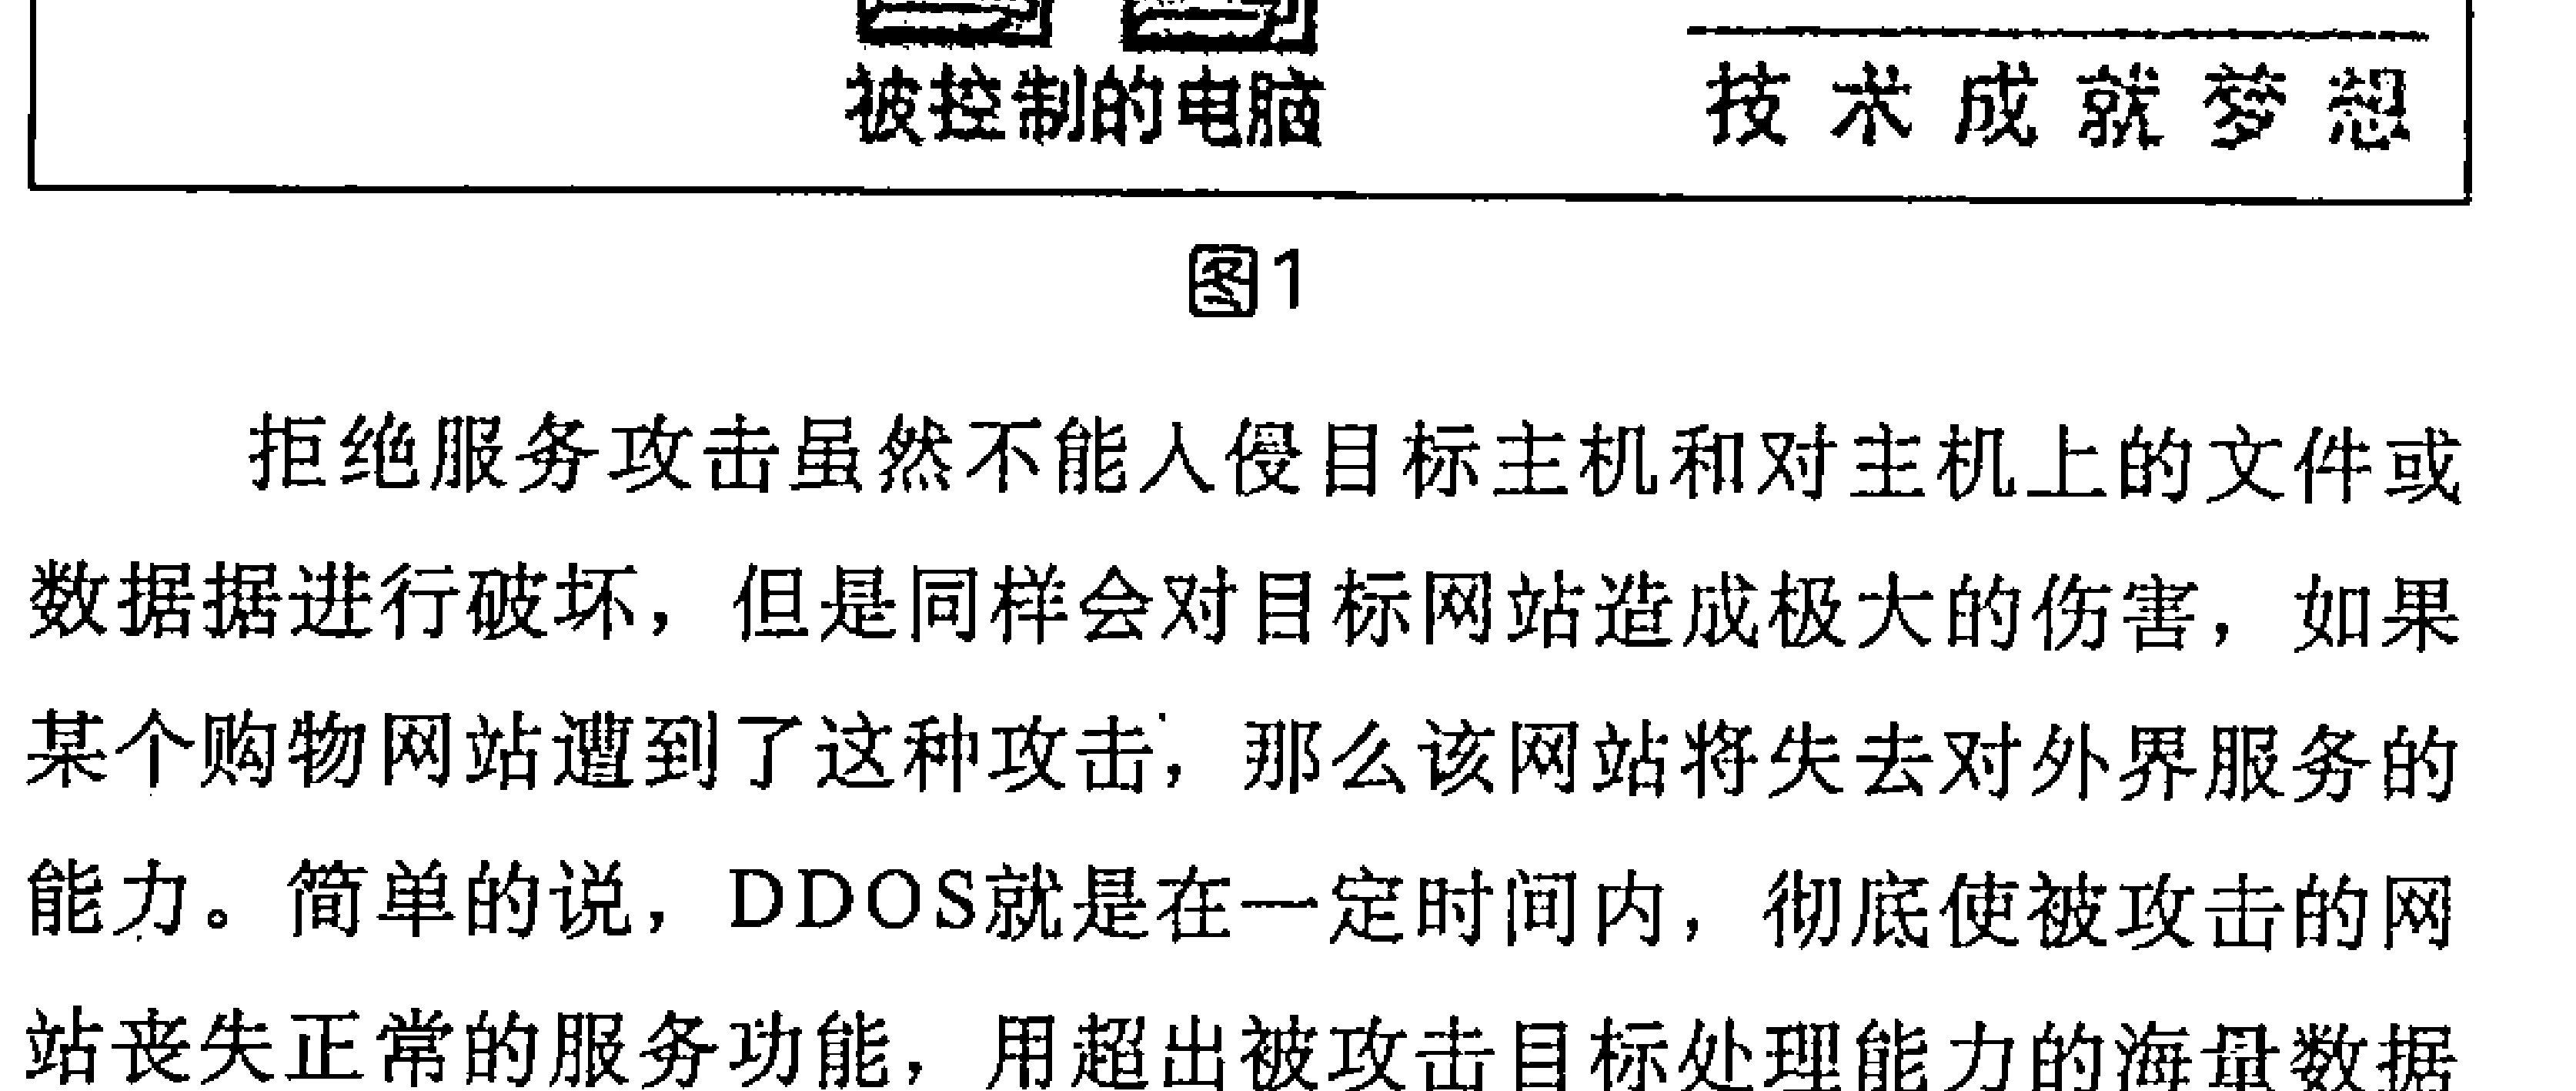 被控制的电脑 技术成就梦想
图1
拒绝服务攻击虽然不能入侵目标主机和对主机上的文件或
数据据进行破坏，但是同样会对目标网站造成极大的伤害，如果
某个购物网站遭到了这种攻击，那么该网站将失去对外界服务的
能力。简单的说，DDOS就是在一定时间内，彻底使被攻击的网
站丧失正常的服务功能，用超出被攻击目标处理能力的海量数据